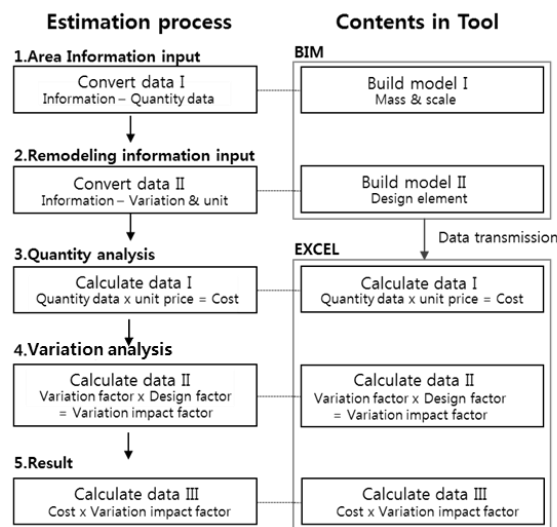 Estimation process
Contents in Tool
1.Area Information input
BIM
Convert data I
Information – Quantity data
Build model I
Mass & scale
2.Remodeling information input
Convert data II
Information – Variation & unit
Build model II
Design element
Data transmission
3.Quantity analysis
EXCEL
Calculate data I
Quantity data x unit price = Cost
Calculate data I
Quantity data x unit price = Cost
4.Variation analysis
Calculate data II
Variation factor x Design factor
= Variation impact factor
Calculate data II
Variation factor x Design factor
= Variation impact factor
5.Result
Calculate data III
Cost x Variation impact factor
Calculate data III
Cost x Variation impact factor